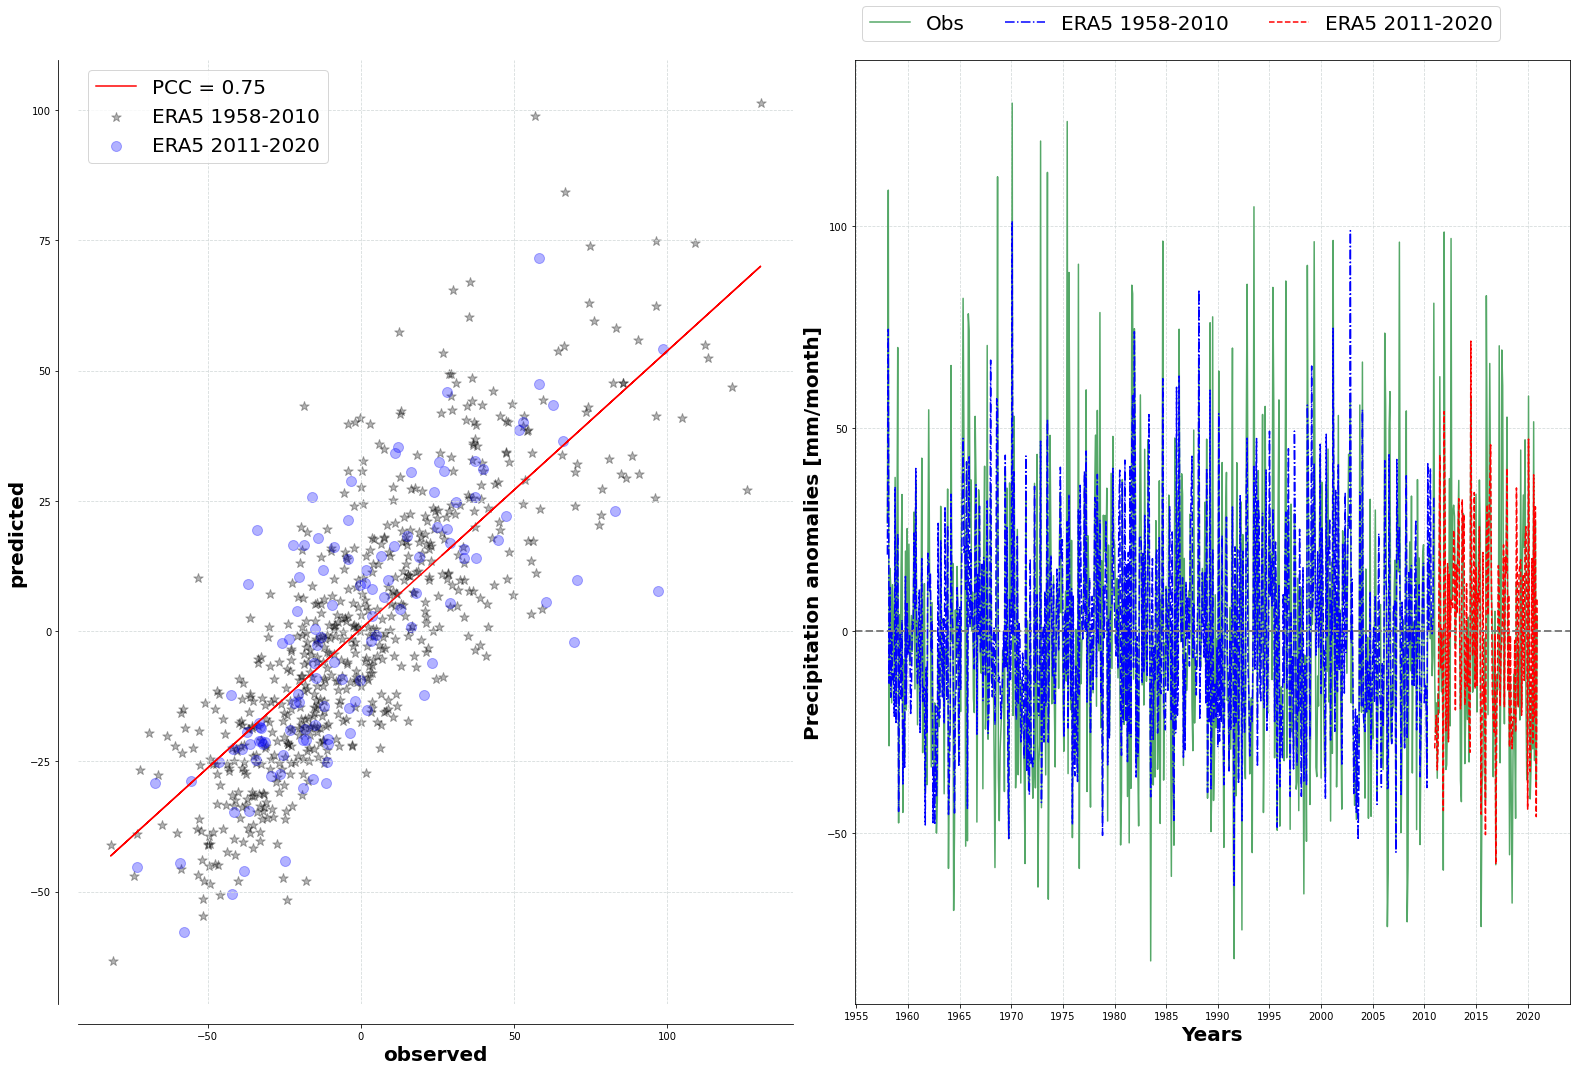 Obs
ERA5 1958-2010
ERA5 2011-2020
PCC = 0.75
ERA5 1958-2010
ERA5 2011-2020
predicted
100
75
50
25
0
−25
−50
−50
0
50
100
observed
Precipitation anomalies [mm/month]
100
50
0
−50
1955
1960
1965
1970
1975
1980
1985
1990
1995
2000
2005
2010
2015
2020
Years